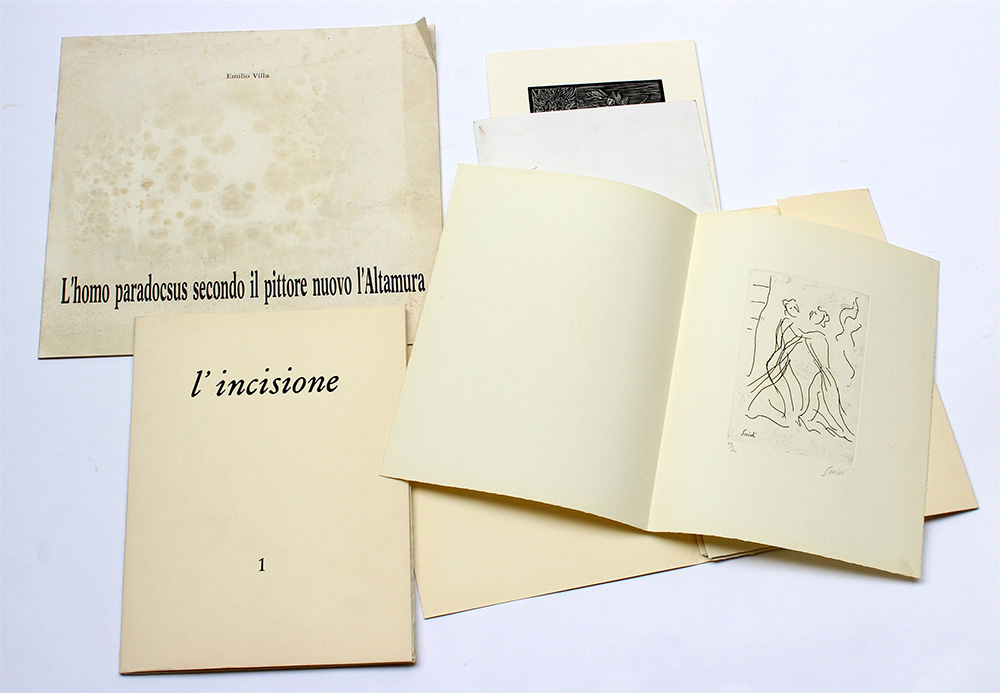 Emilio Villa
L'homo paradocsus secondo il pittore nuovo l'Altamura
l'incisione
1